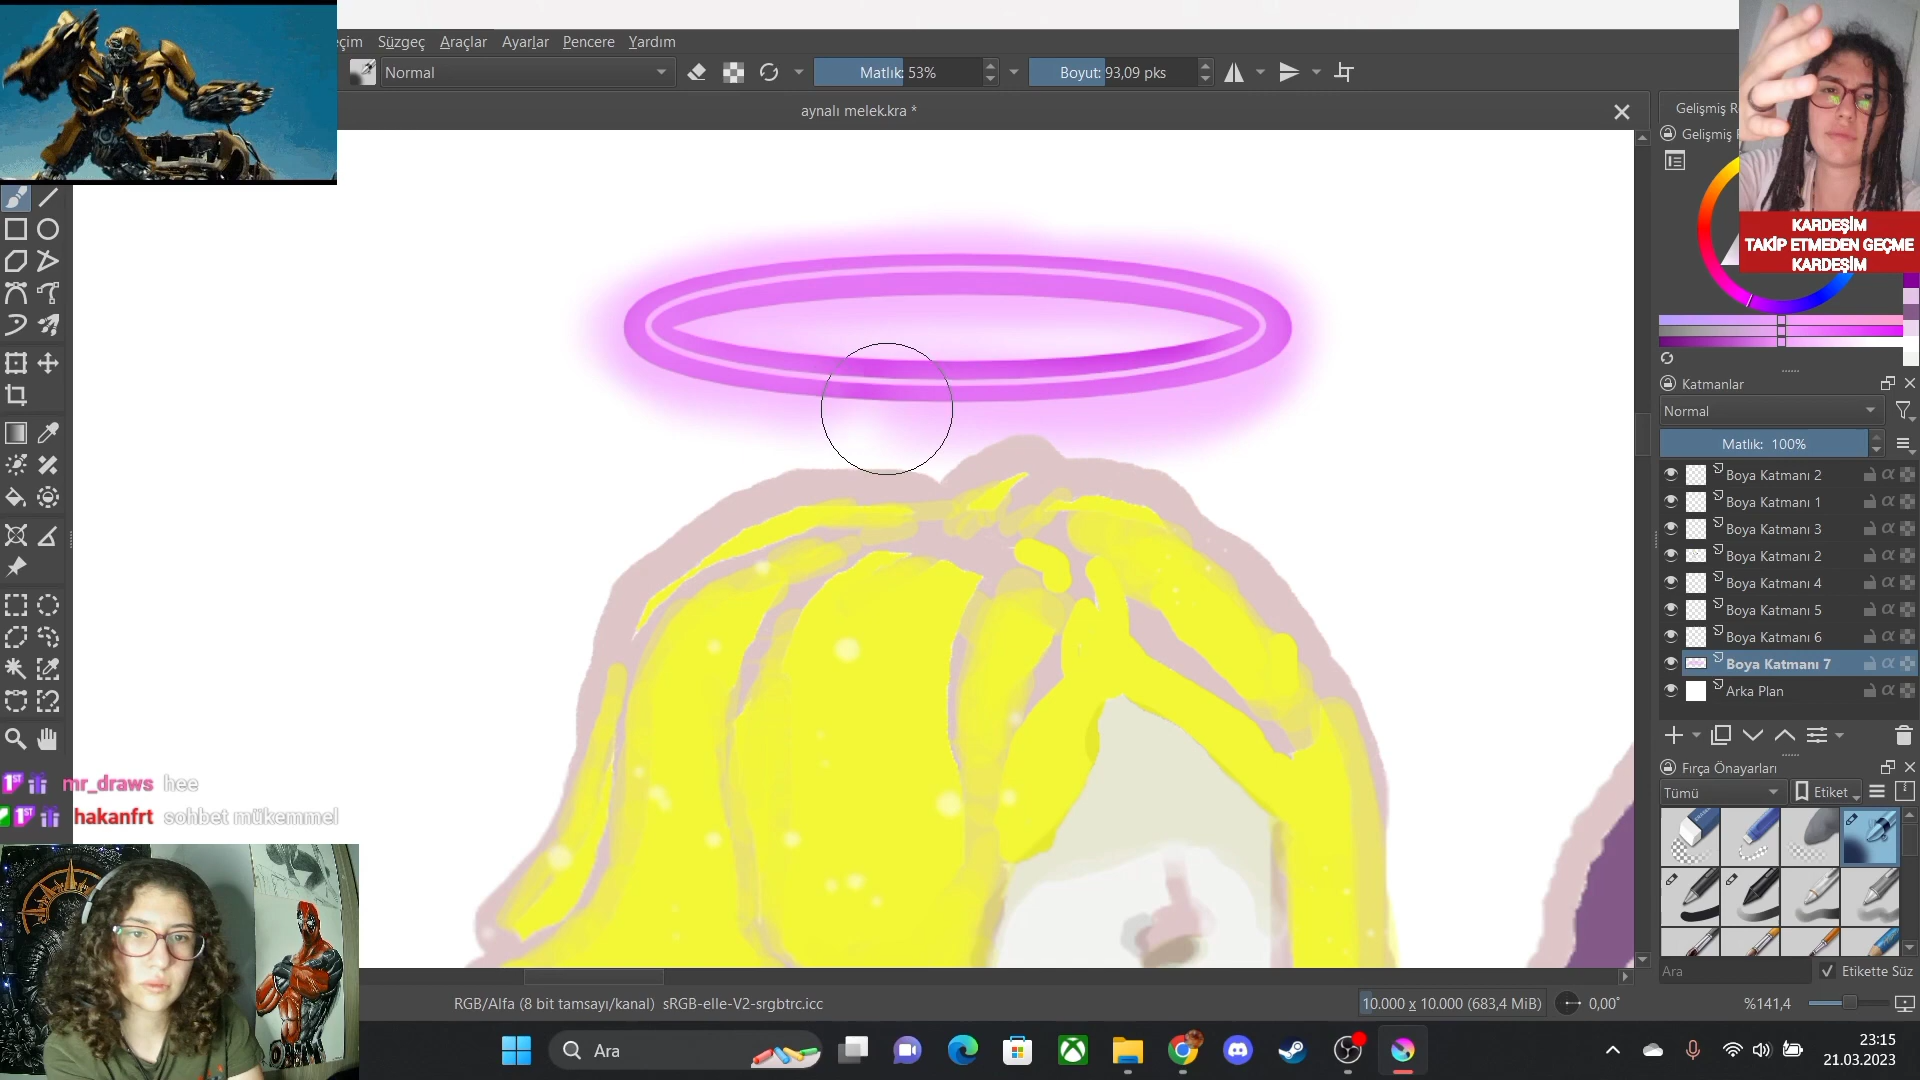 çim Süzgeç Araçlar Ayarlar Pencere Yardım
Normal
Matlık: 53%
Boyut: 93,09 pks
aynalı melek.kra *
Gelişmiş R
Gelişmiş
KARDEŞİM
TAKİP ETMEDEN GEÇME
KARDEŞİM
Katmanlar
Normal
Matlık: 100%
Boya Katmanı 2
Boya Katmanı 1
Boya Katmanı 3
Boya Katmanı 2
Boya Katmanı 4
Boya Katmanı 5
Boya Katmanı 6
Boya Katmanı 7
Arka Plan
Fırça Önayarları
Tümü
Etiket
Ara
Etikette Süz
mr_draws hee
hakanfrt sohbet mükemmel
RGB/Alfa (8 bit tamsayı/kanal) sRGB-elle-V2-srgbtrc.icc
10.000 x 10.000 (683,4 MiB)
0,00°
%141,4
Ara
23:15
21.03.2023